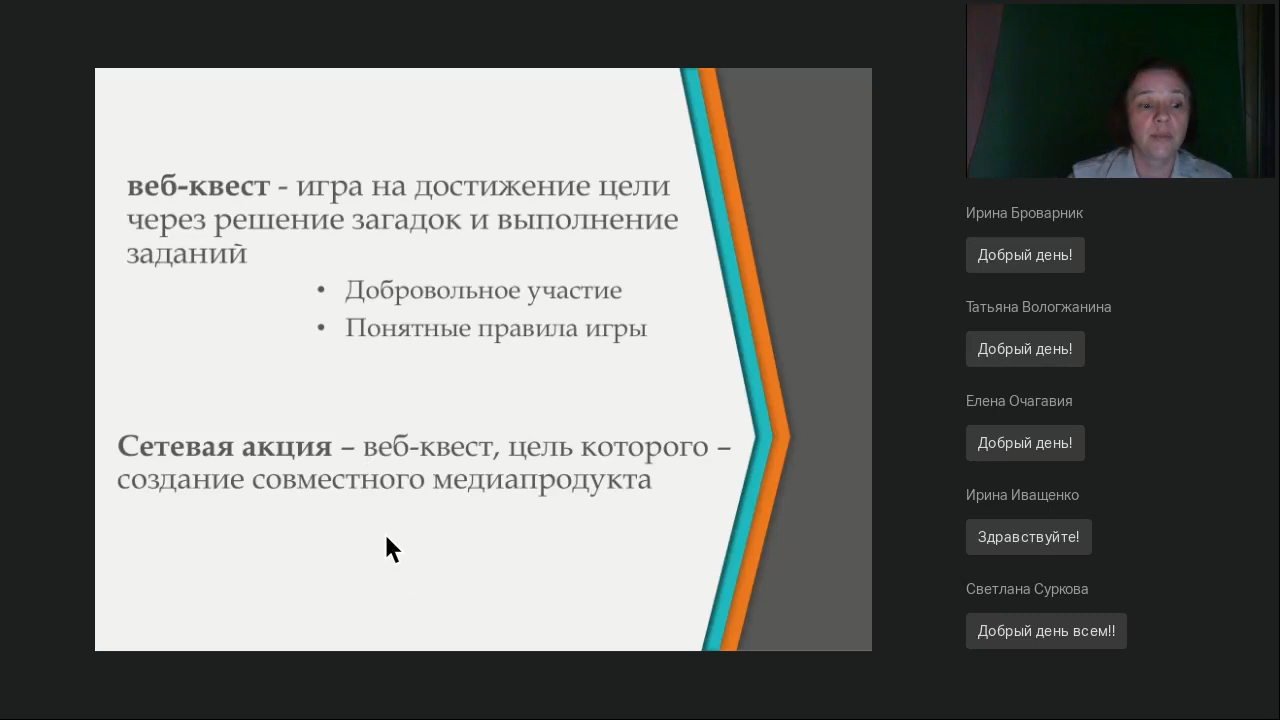 веб-квест - игра на достижение цели
через решение загадок и выполнение
заданий
• Добровольное участие
• Понятные правила игры
Сетевая акция – веб-квест, цель которого –
создание совместного медиапродукта
Ирина Броварник
Добрый день!
Татьяна Вологжанина
Добрый день!
Елена Очагавия
Добрый день!
Ирина Иващенко
Здравствуйте!
Светлана Суркова
Добрый день всем!!